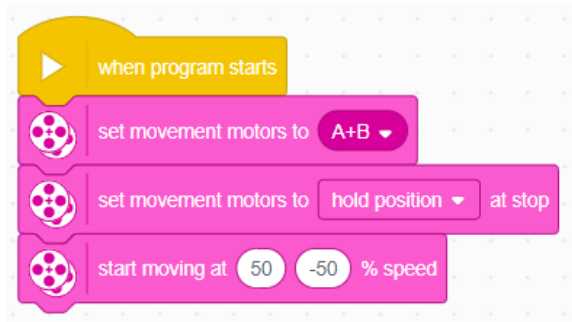 when program starts
set movement motors to A+B
set movement motors to hold position at stop
start moving at 50 -50 % speed